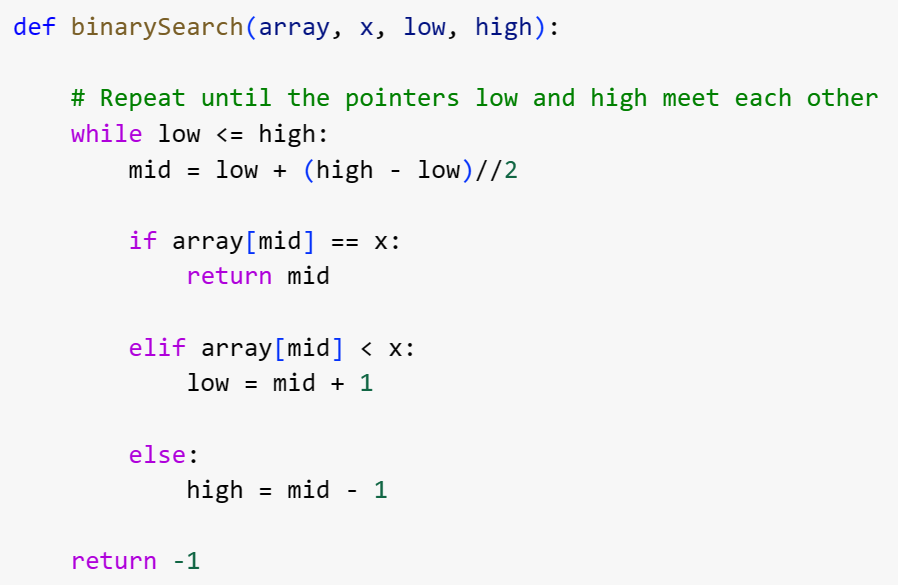 def binarySearch(array, x, low, high):
    # Repeat until the pointers low and high meet each other
    while low <= high:
        mid = low + (high - low)//2
        if array[mid] == x:
            return mid
        elif array[mid] < x:
            low = mid + 1
        else:
            high = mid - 1
    return -1